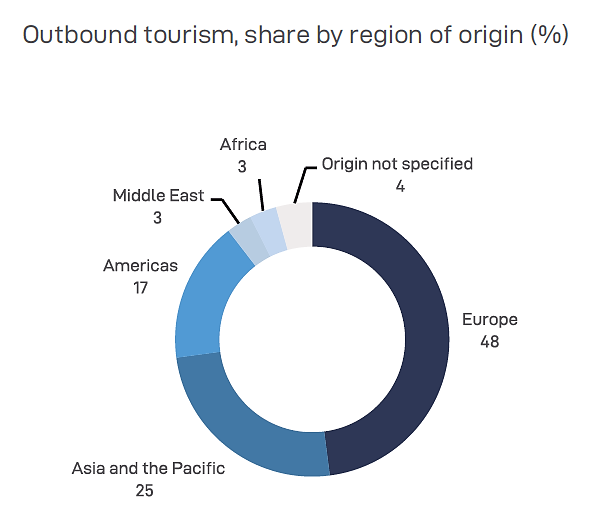 Outbound tourism, share by region of origin (%)
Africa
3
Origin not specified
4
Middle East
3
Americas
17
Europe
48
Asia and the Pacific
25